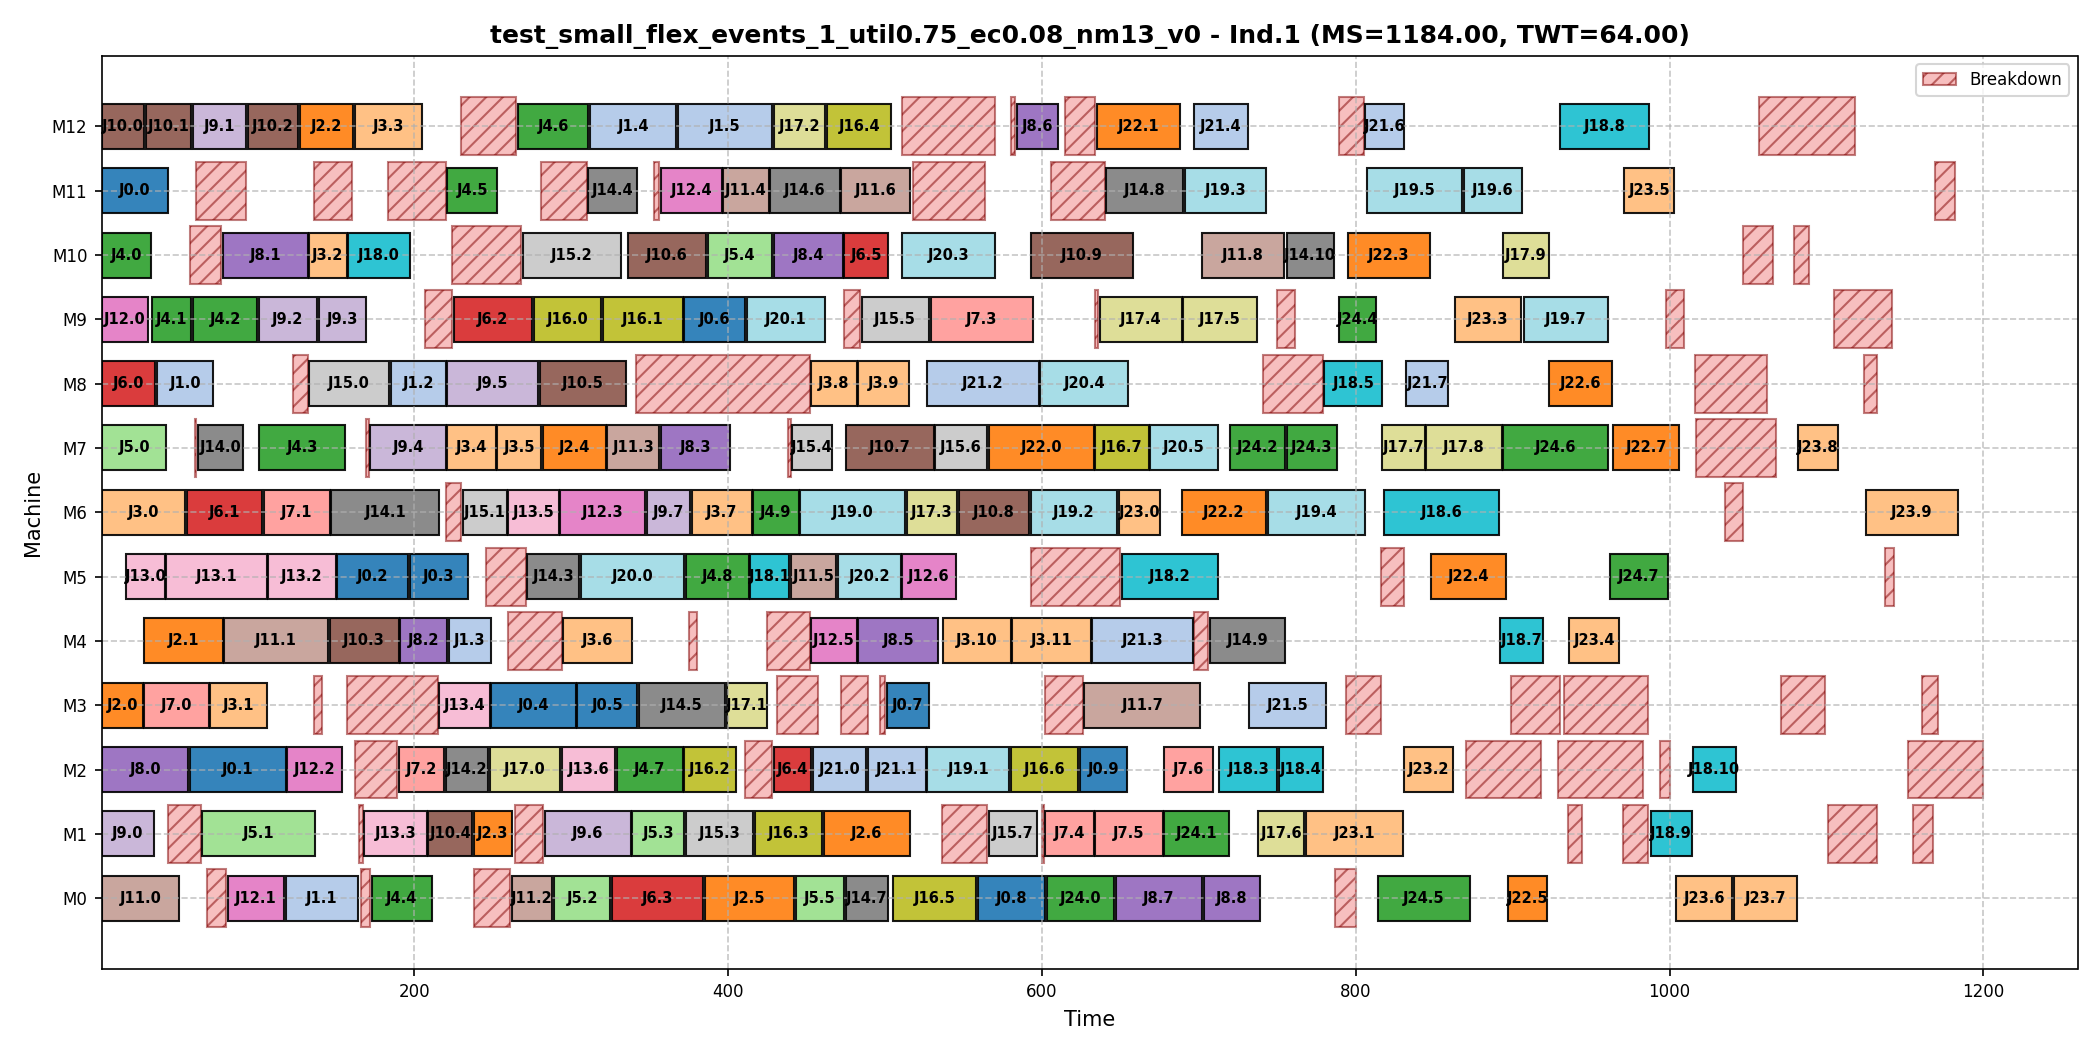 test_small_flex_events_1_util0.75_ec0.08_nm13_v0 - Ind.1 (MS=1184.00, TWT=64.00)
Breakdown
M12 J10.0 J10.1 J9.1 J10.2 J2.2 J3.3 J4.6 J1.4 J1.5 J17.2 J16.4 J8.6 J22.1 J21.4 J21.6 J18.8
M11 J0.0 J4.5 J14.4 J12.4 J11.4 J14.6 J11.6 J14.8 J19.3 J19.5 J19.6 J23.5
M10 J4.0 J8.1 J3.2 J18.0 J15.2 J10.6 J5.4 J8.4 J6.5 J20.3 J10.9 J11.8 J14.10 J22.3 J17.9
M9 J12.0 J4.1 J4.2 J9.2 J9.3 J6.2 J16.0 J16.1 J0.6 J20.1 J15.5 J7.3 J17.4 J17.5 J24.4 J23.3 J19.7
M8 J6.0 J1.0 J15.0 J1.2 J9.5 J10.5 J3.8 J3.9 J21.2 J20.4 J18.5 J21.7 J22.6
M7 J5.0 J14.0 J4.3 J9.4 J3.4 J3.5 J2.4 J11.3 J8.3 J15.4 J10.7 J15.6 J22.0 J16.7 J20.5 J24.2 J24.3 J17.7 J17.8 J24.6 J22.7 J23.8
M6 J3.0 J6.1 J7.1 J14.1 J15.1 J13.5 J12.3 J9.7 J3.7 J4.9 J19.0 J17.3 J10.8 J19.2 J23.0 J22.2 J19.4 J18.6 J23.9
M5 J13.0 J13.1 J13.2 J0.2 J0.3 J14.3 J20.0 J4.8 J18.1 J11.5 J20.2 J12.6 J18.2 J22.4 J24.7
M4 J2.1 J11.1 J10.3 J8.2 J1.3 J3.6 J12.5 J8.5 J3.10 J3.11 J21.3 J14.9 J18.7 J23.4
M3 J2.0 J7.0 J3.1 J13.4 J0.4 J0.5 J14.5 J17.1 J0.7 J11.7 J21.5
M2 J8.0 J0.1 J12.2 J7.2 J14.2 J17.0 J13.6 J4.7 J16.2 J6.4 J21.0 J21.1 J19.1 J16.6 J0.9 J7.6 J18.3 J18.4 J23.2 J18.10
M1 J9.0 J5.1 J13.3 J10.4 J2.3 J9.6 J5.3 J15.3 J16.3 J2.6 J15.7 J7.4 J7.5 J24.1 J17.6 J23.1 J18.9
M0 J11.0 J12.1 J1.1 J4.4 J11.2 J5.2 J6.3 J2.5 J5.5 J14.7 J16.5 J0.8 J24.0 J8.7 J8.8 J24.5 J22.5 J23.6 J23.7
Machine
200 400 600 800 1000 1200
Time